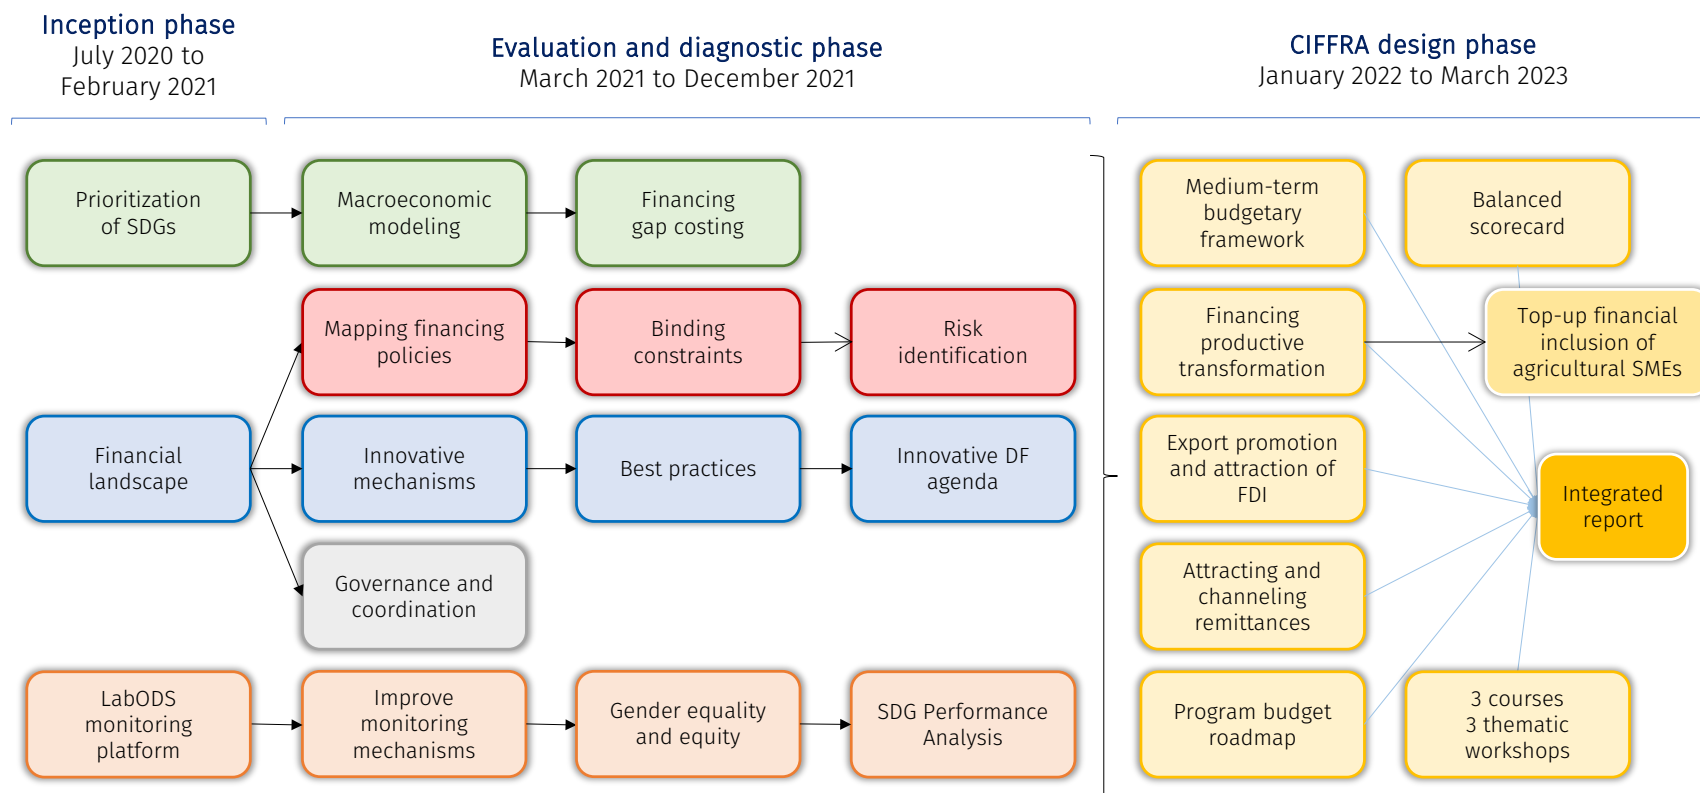 Inception phase
July 2020 to
February 2021
Evaluation and diagnostic phase
March 2021 to December 2021
CIFFRA design phase
January 2022 to March 2023
Prioritization
of SDGs
Macroeconomic
modeling
Financing
gap costing
Medium-term
budgetary
framework
Balanced
scorecard
Mapping financing
policies
Binding
constraints
Risk
identification
Financing
productive
transformation
Top-up financial
inclusion of
agricultural SMEs
Financial
landscape
Innovative
mechanisms
Best practices
Innovative DF
agenda
Export promotion
and attraction of
FDI
Integrated
report
Governance and
coordination
Attracting and
channeling
remittances
LabODS
monitoring
platform
Improve
monitoring
mechanisms
Gender equality
and equity
SDG Performance
Analysis
Program budget
roadmap
3 courses
3 thematic
workshops